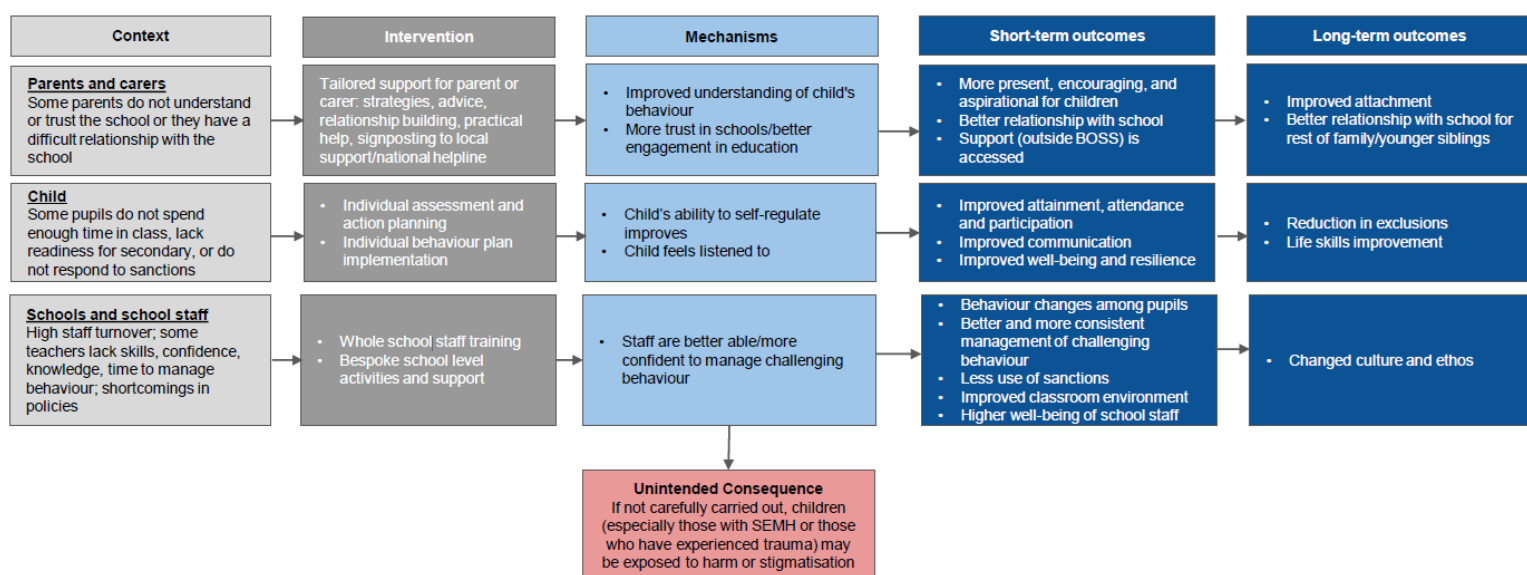 Context
Intervention
Mechanisms
Short-term outcomes
Long-term outcomes
Parents and carers
Some parents do not understand
or trust the school or they have a
difficult relationship with the
school
Tailored support for parent or
carer: strategies, advice,
relationship building, practical
help, signposting to local
support/national helpline
• Improved understanding of child's
behaviour
• More trust in schools/better
engagement in education
• More present, encouraging, and
aspirational for children
• Better relationship with school
• Support (outside BOSS) is
accessed
• Improved attachment
• Better relationship with school for
rest of family/younger siblings
Child
Some pupils do not spend
enough time in class, lack
readiness for secondary, or do
not respond to sanctions
• Individual assessment and
action planning
• Individual behaviour plan
implementation
• Child’s ability to self-regulate
improves
• Child feels listened to
• Improved attainment, attendance
and participation
• Improved communication
• Improved well-being and resilience
• Reduction in exclusions
• Life skills improvement
Schools and school staff
High staff turnover; some
teachers lack skills, confidence,
knowledge, time to manage
behaviour; shortcomings in
policies
• Whole school staff training
• Bespoke school level
activities and support
• Staff are better able/more
confident to manage challenging
behaviour
• Behaviour changes among pupils
• Better and more consistent
management of challenging
behaviour
• Less use of sanctions
• Improved classroom environment
• Higher well-being of school staff
• Changed culture and ethos
Unintended Consequence
If not carefully carried out, children
(especially those with SEMH or those
who have experienced trauma) may
be exposed to harm or stigmatisation